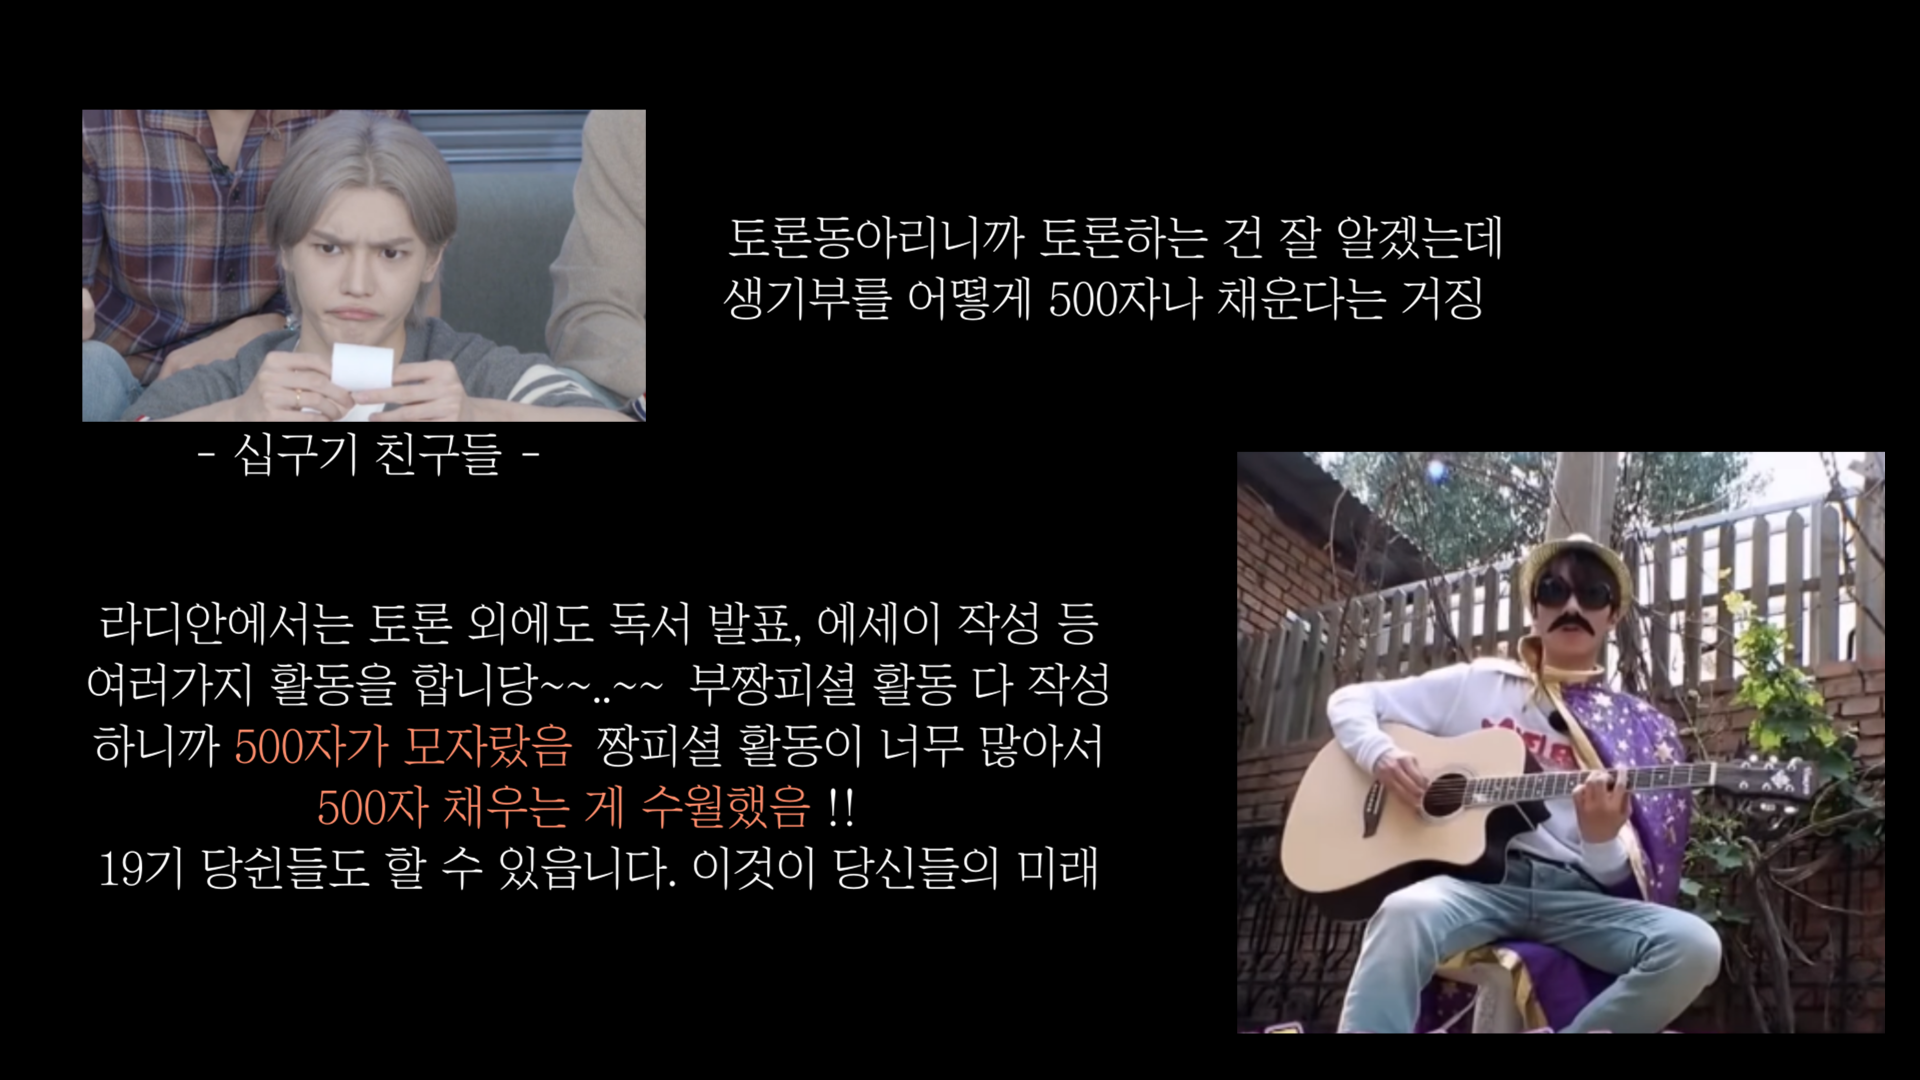 토론동아리니까 토론하는 건 잘 알겠는데
생기부를 어떻게 500자나 채운다는 거징
- 십구기 친구들 -
라디안에서는 토론 외에도 독서 발표, 에세이 작성 등
여러가지 활동을 합니당~~..~~ 부짱피셜 활동 다 작성
하니까 500자가 모자랐음 짱피셜 활동이 너무 많아서
500자 채우는 게 수월했음 !!
19기 당쉰들도 할 수 있읍니다. 이것이 당신들의 미래